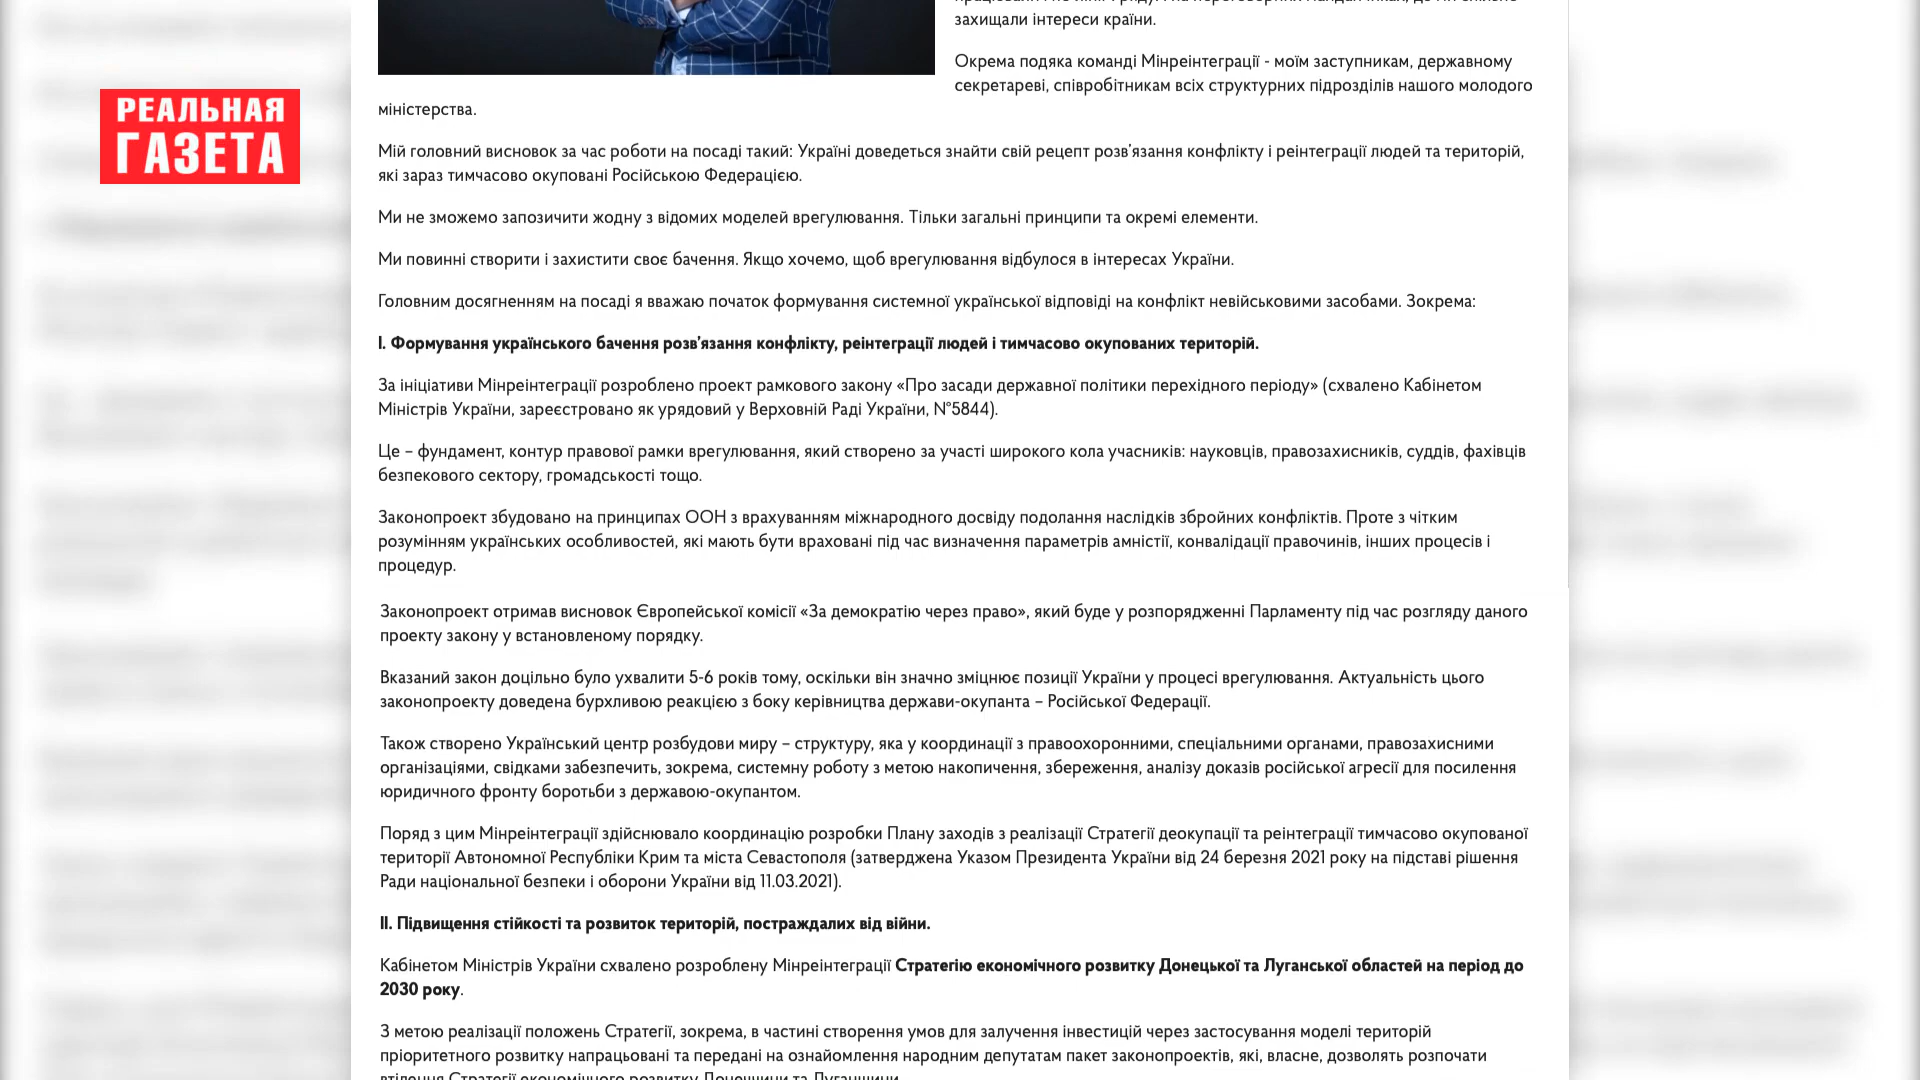 захищали інтереси країни.
РЕАЛЬНАЯ
ГАЗЕТА
Окрема подяка команді Мінреінтеграції - моїм заступникам, державному
секретареві, співробітникам всіх структурних підрозділів нашого молодого
міністерства.
Мій головний висновок за час роботи на посаді такий: Україні доведеться знайти свій рецепт розв’язання конфлікту і реінтеграції людей та територій,
які зараз тимчасово окуповані Російською Федерацією.
Ми не зможемо запозичити жодну з відомих моделей врегулювання. Тільки загальні принципи та окремі елементи.
Ми повинні створити і захистити своє бачення. Якщо хочемо, щоб врегулювання відбулося в інтересах України.
Головним досягненням на посаді я вважаю початок формування системної української відповіді на конфлікт невійськовими засобами. Зокрема:
І. Формування українського бачення розв’язання конфлікту, реінтеграції людей і тимчасово окупованих територій.
За ініціативи Мінреінтеграції розроблено проект рамкового закону «Про засади державної політики перехідного періоду» (схвалено Кабінетом
Міністрів України, зареєстровано як урядовий у Верховній Раді України, №5844).
Це – фундамент, контур правової рамки врегулювання, який створено за участі широкого кола учасників: науковців, правозахисників, суддів, фахівців
безпекового сектору, громадськості тощо.
Законопроект збудовано на принципах ООН з врахуванням міжнародного досвіду подолання наслідків збройних конфліктів. Проте з чітким
розумінням українських особливостей, які мають бути враховані під час визначення параметрів амністії, конвалідації правочинів, інших процесів і
процедур.
Законопроект отримав висновок Європейської комісії «За демократію через право», який буде у розпорядженні Парламенту під час розгляду даного
проекту закону у встановленому порядку.
Вказаний закон доцільно було ухвалити 5-6 років тому, оскільки він значно зміцнює позиції України у процесі врегулювання. Актуальність цього
законопроекту доведена бурхливою реакцією з боку керівництва держави-окупанта – Російської Федерації.
Також створено Український центр розбудови миру – структуру, яка у координації з правоохоронними, спеціальними органами, правозахисними
організаціями, свідками забезпечить, зокрема, системну роботу з метою накопичення, збереження, аналізу доказів російської агресії для посилення
юридичного фронту боротьби з державою-окупантом.
Поряд з цим Мінреінтеграції здійснювало координацію розробки Плану заходів з реалізації Стратегії деокупації та реінтеграції тимчасово окупованої
території Автономної Республіки Крим та міста Севастополя (затверджена Указом Президента України від 24 березня 2021 року на підставі рішення
Ради національної безпеки і оборони України від 11.03.2021).
ІІ. Підвищення стійкості та розвиток територій, постраждалих від війни.
Кабінетом Міністрів України схвалено розроблену Мінреінтеграції Стратегію економічного розвитку Донецької та Луганської областей на період до
2030 року.
З метою реалізації положень Стратегії, зокрема, в частині створення умов для залучення інвестицій через застосування моделі територій
пріоритетного розвитку напрацьовані та передані на ознайомлення народним депутатам пакет законопроектів, які, власне, дозволять розпочати
втілення Стратегії економічного розвитку Донеччини та Луганщини.